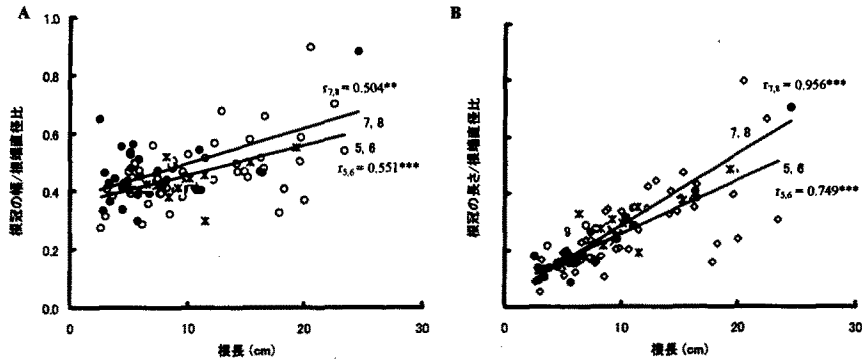 A
根冠の幅/根端直径比
1.0
0.8
0.6
0.4
0.2
0.0
r7,8 = 0.504**
7, 8
5, 6
r5,6 = 0.551***
0
10
20
30
根長 (cm)
B
根冠の長さ/根端直径比
r7,8 = 0.956***
7, 8
5, 6
r5,6 = 0.749***
0
10
20
30
根長 (cm)